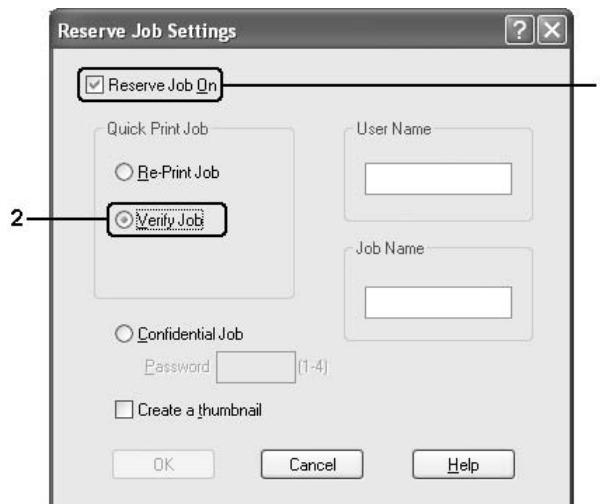 Reserve Job Settings
Reserve Job On
Quick Print Job
User Name
Re-Print Job
2
Verify Job
Job Name
Confidential Job
Password
(1-4)
Create a thumbnail
OK
Cancel
Help